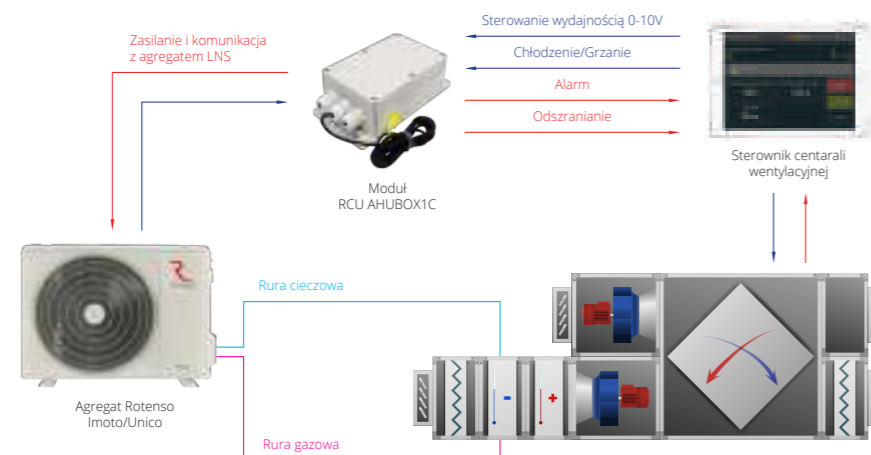 Sterowanie wydajnością 0-10V
Zasilanie i komunikacja
z agregatem LNS
Chłodzenie/Grzanie
Alarm
Odszranianie
Sterownik centarali
wentylacyjnej
Moduł
RCU AHUBOX1C
Rura cieczowa
Agregat Rotenso
Imoto/Unico
Rura gazowa